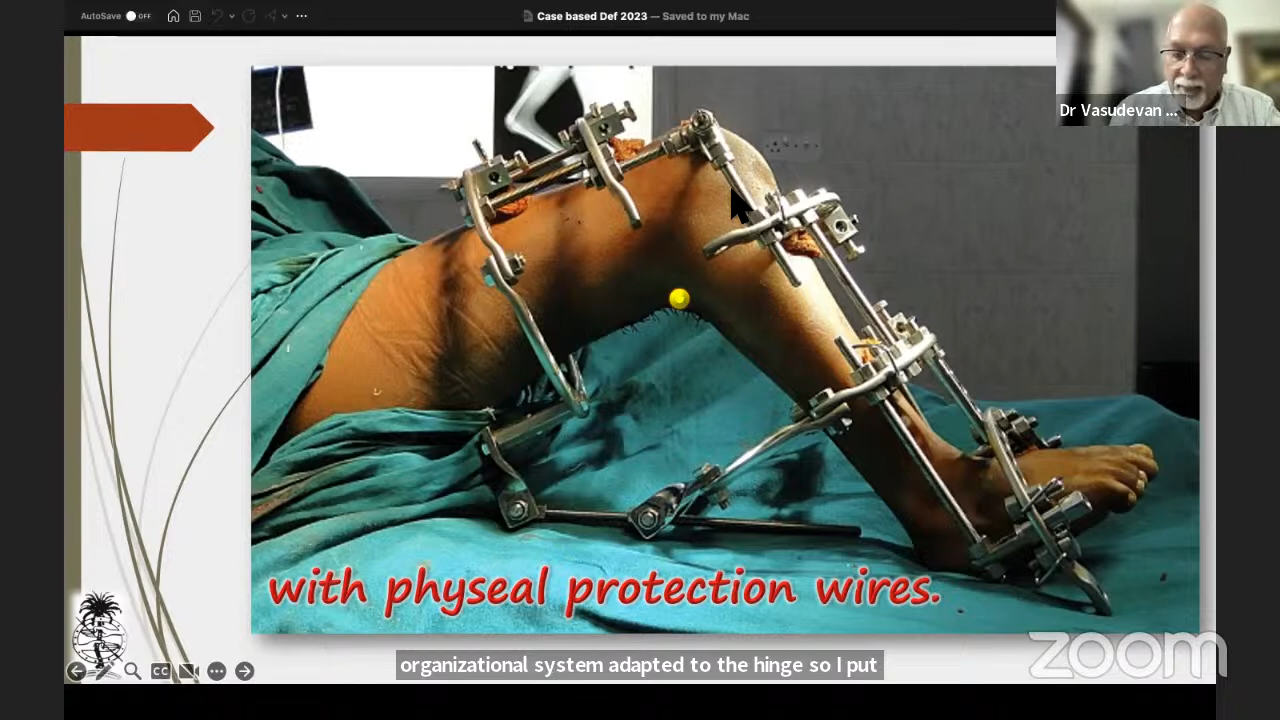 AutoSave OFF
Case based Def 2023 — Saved to my Mac
Dr Vasudevan ...
with physeal protection wires.
CC
organizational system adapted to the hinge so I put
zoom